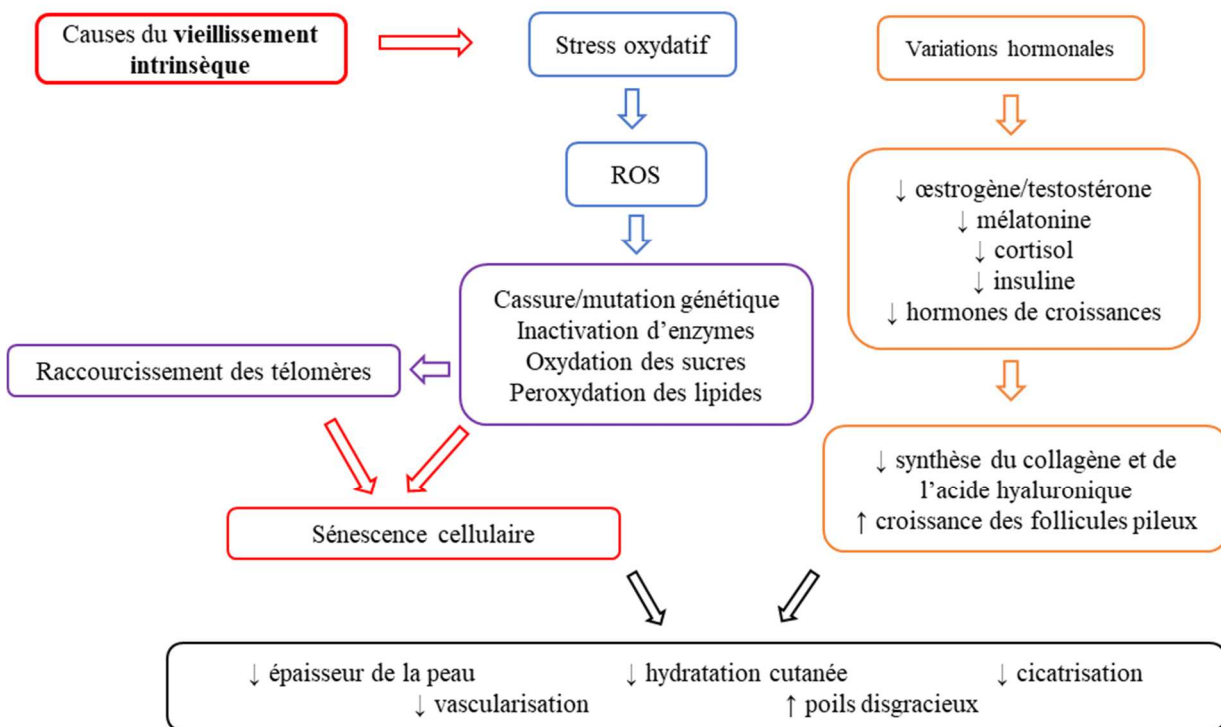 Causes du vieillissement
intrinsèque
Stress oxydatif
Variations hormonales
ROS
↓ œstrogène/testostérone
↓ mélatonine
↓ cortisol
↓ insuline
↓ hormones de croissances
Cassure/mutation génétique
Inactivation d’enzymes
Oxydation des sucres
Peroxydation des lipides
Raccourcissement des télomères
↓ synthèse du collagène et de
l’acide hyaluronique
↑ croissance des follicules pileux
Sénescence cellulaire
↓ épaisseur de la peau ↓ hydratation cutanée ↓ cicatrisation
↓ vascularisation ↑ poils disgracieux